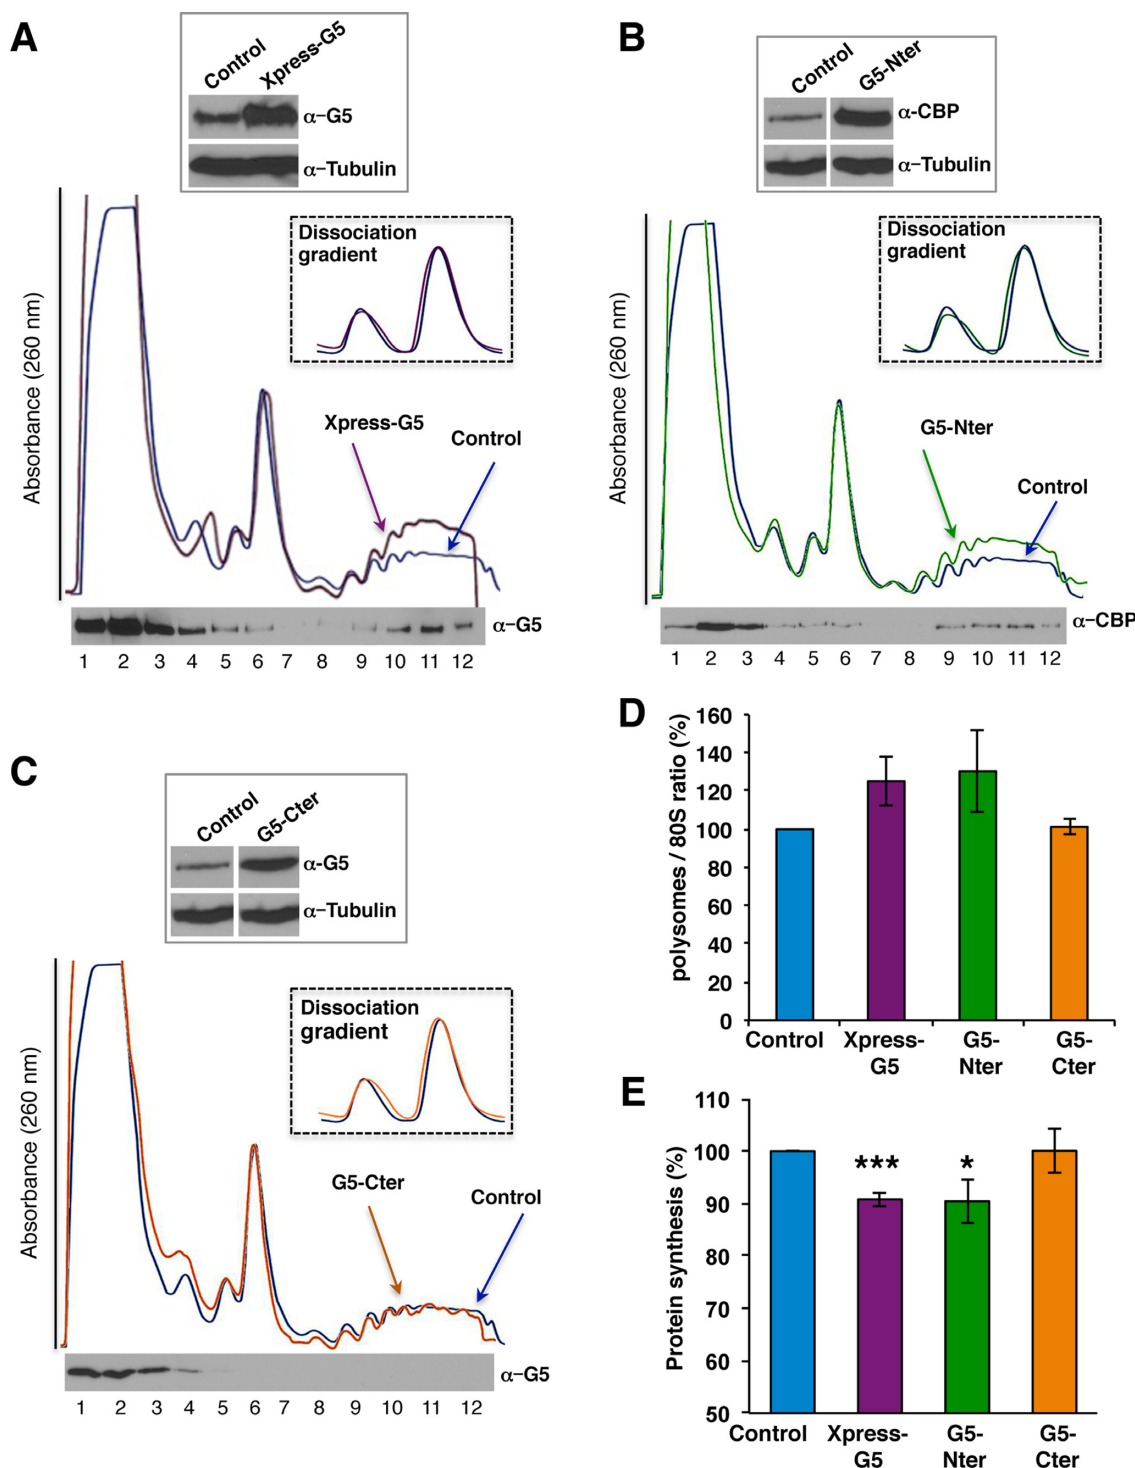 A
Control
Xpress-G5
α–G5
α–Tubulin
Absorbance (260 nm)
Dissociation
gradient
Xpress-G5
Control
α–G5
1 2 3 4 5 6 7 8 9 10 11 12
B
Control
G5-Nter
α-CBP
α–Tubulin
Absorbance (260 nm)
Dissociation
gradient
G5-Nter
Control
α–CBP
1 2 3 4 5 6 7 8 9 10 11 12
C
Control
G5-Cter
α-G5
α–Tubulin
Absorbance (260 nm)
Dissociation
gradient
G5-Cter
Control
α–G5
1 2 3 4 5 6 7 8 9 10 11 12
D
polysomes / 80S ratio (%)
160
140
120
100
80
60
40
20
0
Control Xpress- G5- G5-
G5 Nter Cter
E
Protein synthesis (%)
110
100
90
80
70
60
50
*** *
Control Xpress- G5- G5-
G5 Nter Cter